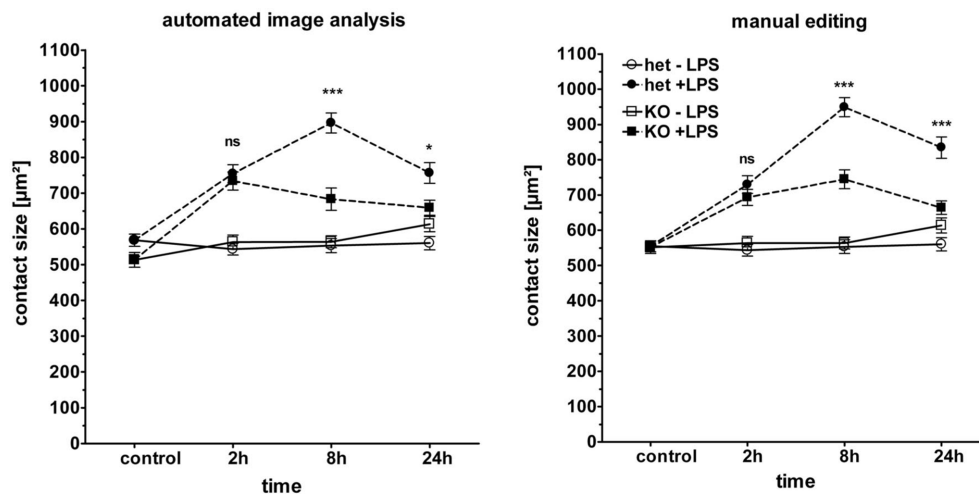 automated image analysis
1100
1000
900
800
700
600
500
400
300
200
100
0
contact size [µm²]
ns
***
*
control 2h 8h 24h
time
manual editing
1100
1000
900
800
700
600
500
400
300
200
100
0
contact size [µm²]
het - LPS
het +LPS
KO - LPS
KO +LPS
ns
***
***
control 2h 8h 24h
time